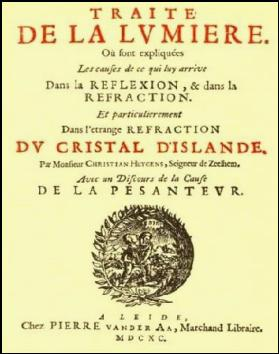 TRAITE
DE LA LVMIERE.
Où sont expliquées
Les causes de ce qui luy arrive
Dans la REFLEXION, & dans la
REFRACTION.
Et particulierement
Dans l'etrange REFRACTION
DV CRISTAL D'ISLANDE.
Par Monsieur CHRISTIAN HUYGENS, Seigneur de Zeelhem.
Avec un Discours de la Cause
DE LA PESANTEVR.
A LEIDE,
Chez PIERRE VANDER AA, Marchand Libraire.
MDCXC.